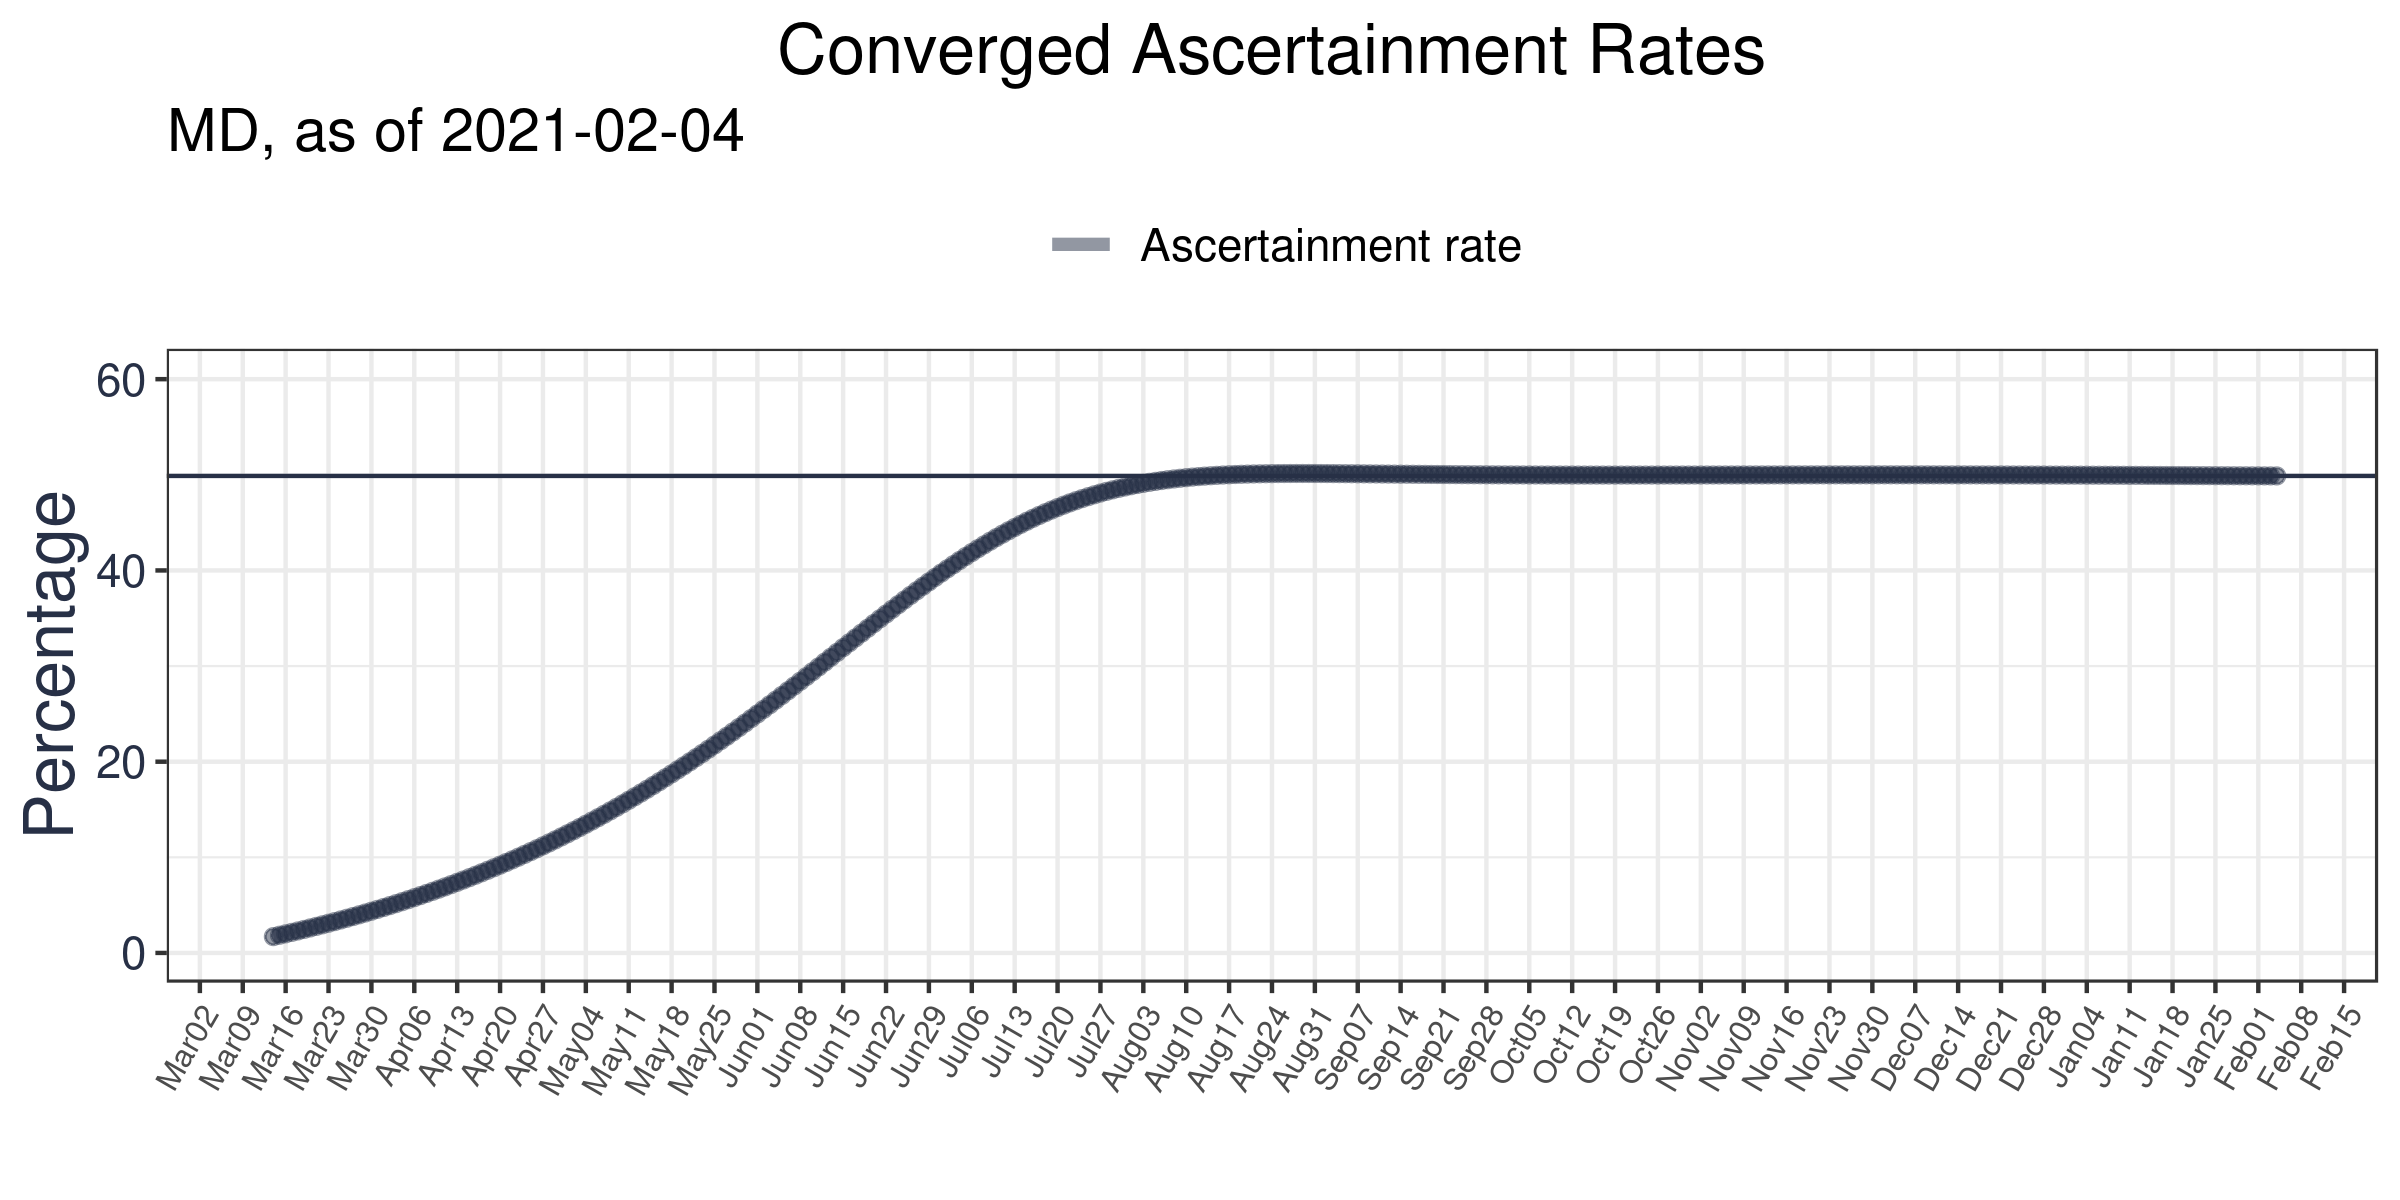 Converged Ascertainment Rates
MD, as of 2021-02-04
Ascertainment rate
Percentage
60
40
20
0
Mar02 Mar09 Mar16 Mar23 Mar30 Apr06 Apr13 Apr20 Apr27 May04 May11 May18 May25 Jun01 Jun08 Jun15 Jun22 Jun29 Jul06 Jul13 Jul20 Jul27 Aug03 Aug10 Aug17 Aug24 Aug31 Sep07 Sep14 Sep21 Sep28 Oct05 Oct12 Oct19 Oct26 Nov02 Nov09 Nov16 Nov23 Nov30 Dec07 Dec14 Dec21 Dec28 Jan04 Jan11 Jan18 Jan25 Feb01 Feb08 Feb15